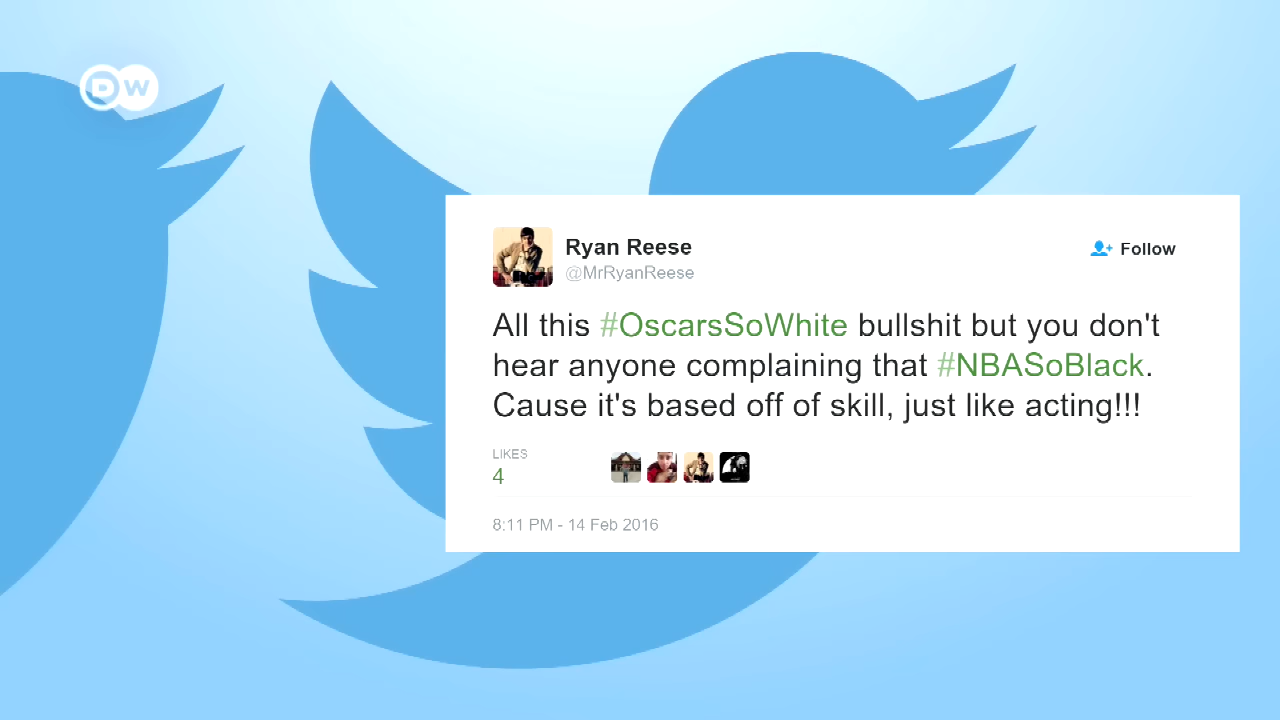 DW
Ryan Reese
@MrRyanReese
Follow
All this #OscarsSoWhite bullshit but you don't
hear anyone complaining that #NBASoBlack.
Cause it's based off of skill, just like acting!!!
LIKES
4
8:11 PM - 14 Feb 2016